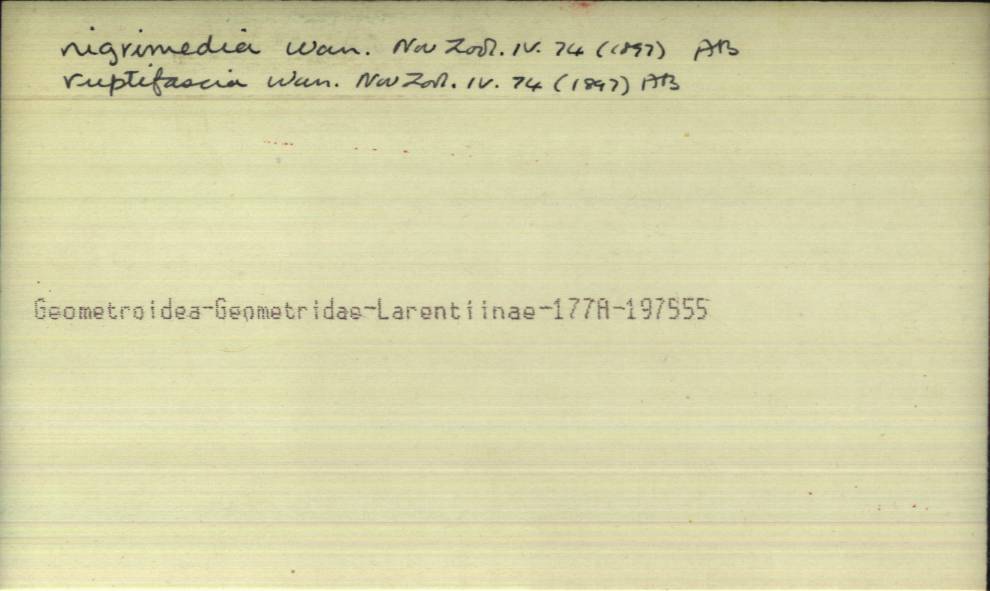 nigrimedia Warr. Nov Zool. IV. 74 (1897) AB
ruptifascia Warr. Nov Zool. IV. 74 (1897) AB
Geometroidea-Geometridae-Larentiinae-177A-197555